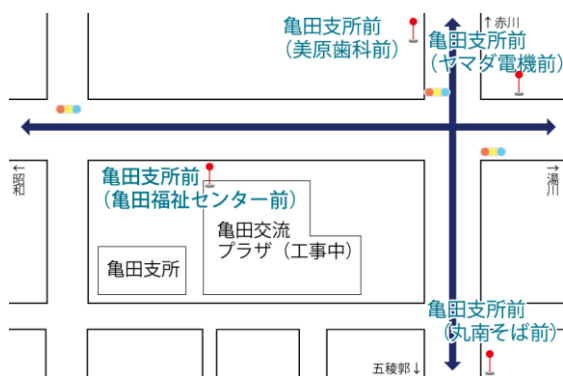 亀田支所前
（美原歯科前）
↑赤川
亀田支所前
（ヤマダ電機前）
←昭和
→湯川
亀田支所前
（亀田福祉センター前）
亀田交流
プラザ（工事中）
亀田支所
亀田支所前
（丸南そば前）
五稜郭↓